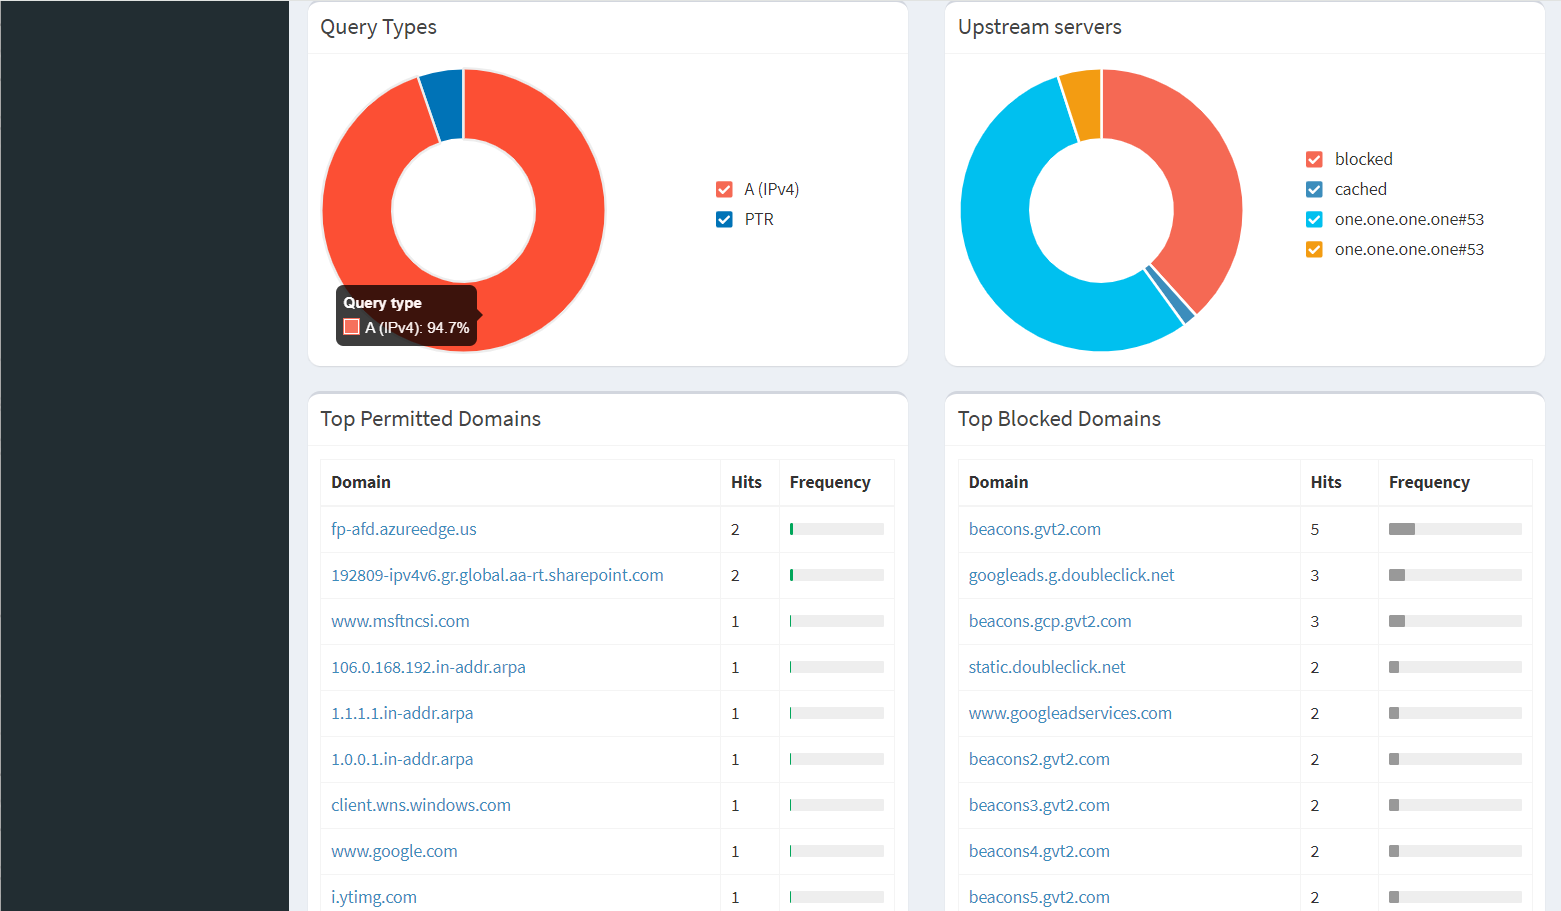 Query Types
A (IPv4)
PTR
Query type
A (IPv4): 94.7%
Upstream servers
blocked
cached
one.one.one.one#53
one.one.one.one#53
Top Permitted Domains
Domain Hits Frequency
fp-afd.azureedge.us 2
192809-ipv4v6.gr.global.aa-rt.sharepoint.com 2
www.msftncsi.com 1
106.0.168.192.in-addr.arpa 1
1.1.1.1.in-addr.arpa 1
1.0.0.1.in-addr.arpa 1
client.wns.windows.com 1
www.google.com 1
i.ytimg.com 1
Top Blocked Domains
Domain Hits Frequency
beacons.gvt2.com 5
googleads.g.doubleclick.net 3
beacons.gcp.gvt2.com 3
static.doubleclick.net 2
www.googleadservices.com 2
beacons2.gvt2.com 2
beacons3.gvt2.com 2
beacons4.gvt2.com 2
beacons5.gvt2.com 2